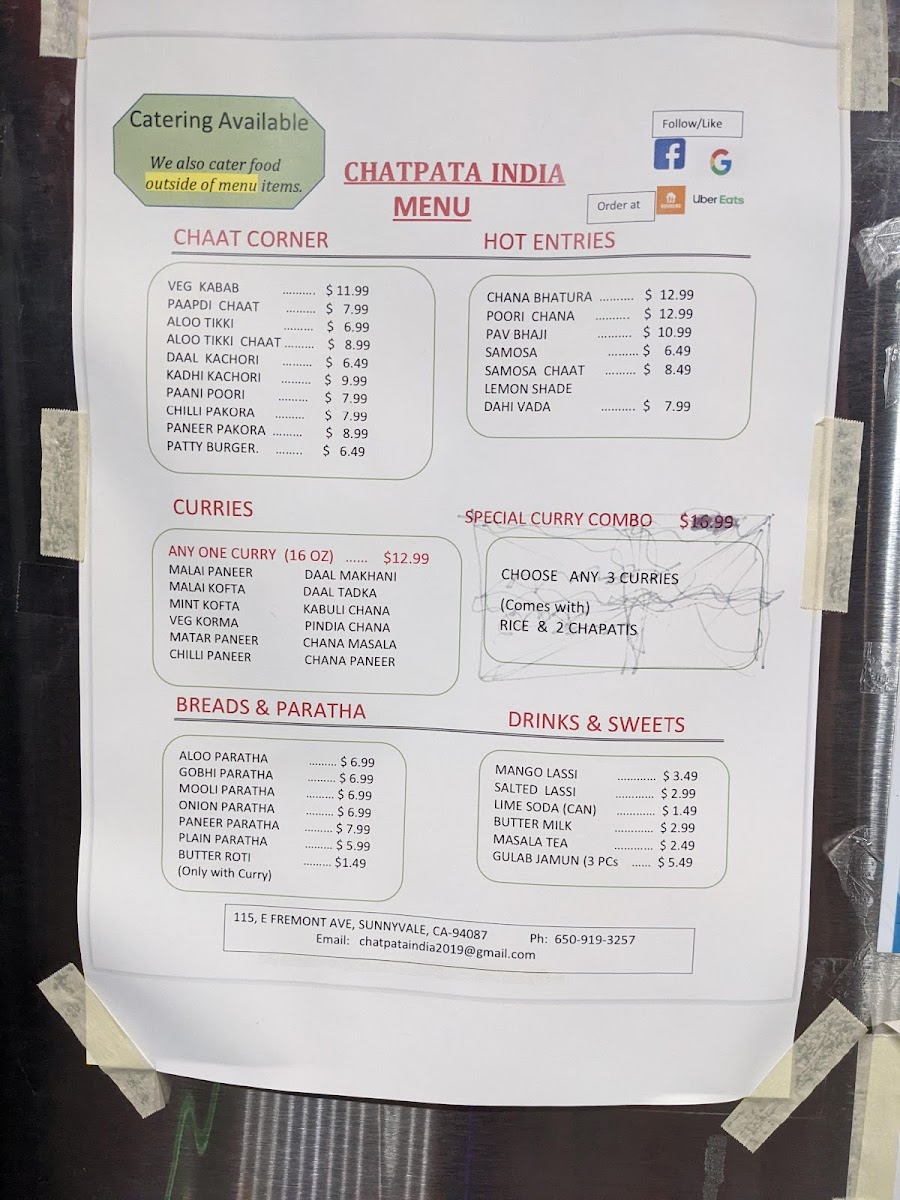 Catering Available
We also cater food
outside of menu items.
CHATPATA INDIA
MENU
Follow/Like
Order at
Uber Eats
CHAAT CORNER
VEG KABAB .......... $ 11.99
PAAPDI CHAAT ......... $ 7.99
ALOO TIKKI ......... $ 6.99
ALOO TIKKI CHAAT ......... $ 8.99
DAAL KACHORI ......... $ 6.49
KADHI KACHORI ......... $ 9.99
PAANI POORI ......... $ 7.99
CHILLI PAKORA ......... $ 7.99
PANEER PAKORA ......... $ 8.99
PATTY BURGER. ........ $ 6.49
HOT ENTRIES
CHANA BHATURA .......... $ 12.99
POORI CHANA .......... $ 12.99
PAV BHAJI .......... $ 10.99
SAMOSA ......... $ 6.49
SAMOSA CHAAT ......... $ 8.49
LEMON SHADE
DAHI VADA .......... $ 7.99
CURRIES
ANY ONE CURRY (16 OZ) ...... $12.99
MALAI PANEER DAAL MAKHANI
MALAI KOFTA DAAL TADKA
MINT KOFTA KABULI CHANA
VEG KORMA PINDIA CHANA
MATAR PANEER CHANA MASALA
CHILLI PANEER CHANA PANEER
SPECIAL CURRY COMBO $16.99
CHOOSE ANY 3 CURRIES
(Comes with)
RICE & 2 CHAPATIS
BREADS & PARATHA
ALOO PARATHA ......... $ 6.99
GOBHI PARATHA ......... $ 6.99
MOOLI PARATHA ......... $ 6.99
ONION PARATHA ......... $ 6.99
PANEER PARATHA ......... $ 7.99
PLAIN PARATHA ......... $ 5.99
BUTTER ROTI ......... $1.49
(Only with Curry)
DRINKS & SWEETS
MANGO LASSI ............ $ 3.49
SALTED LASSI ............ $ 2.99
LIME SODA (CAN) ............ $ 1.49
BUTTER MILK ............ $ 2.99
MASALA TEA ............ $ 2.49
GULAB JAMUN (3 PCs ...... $ 5.49
115, E FREMONT AVE, SUNNYVALE, CA-94087 Ph: 650-919-3257
Email: chatpataindia2019@gmail.com